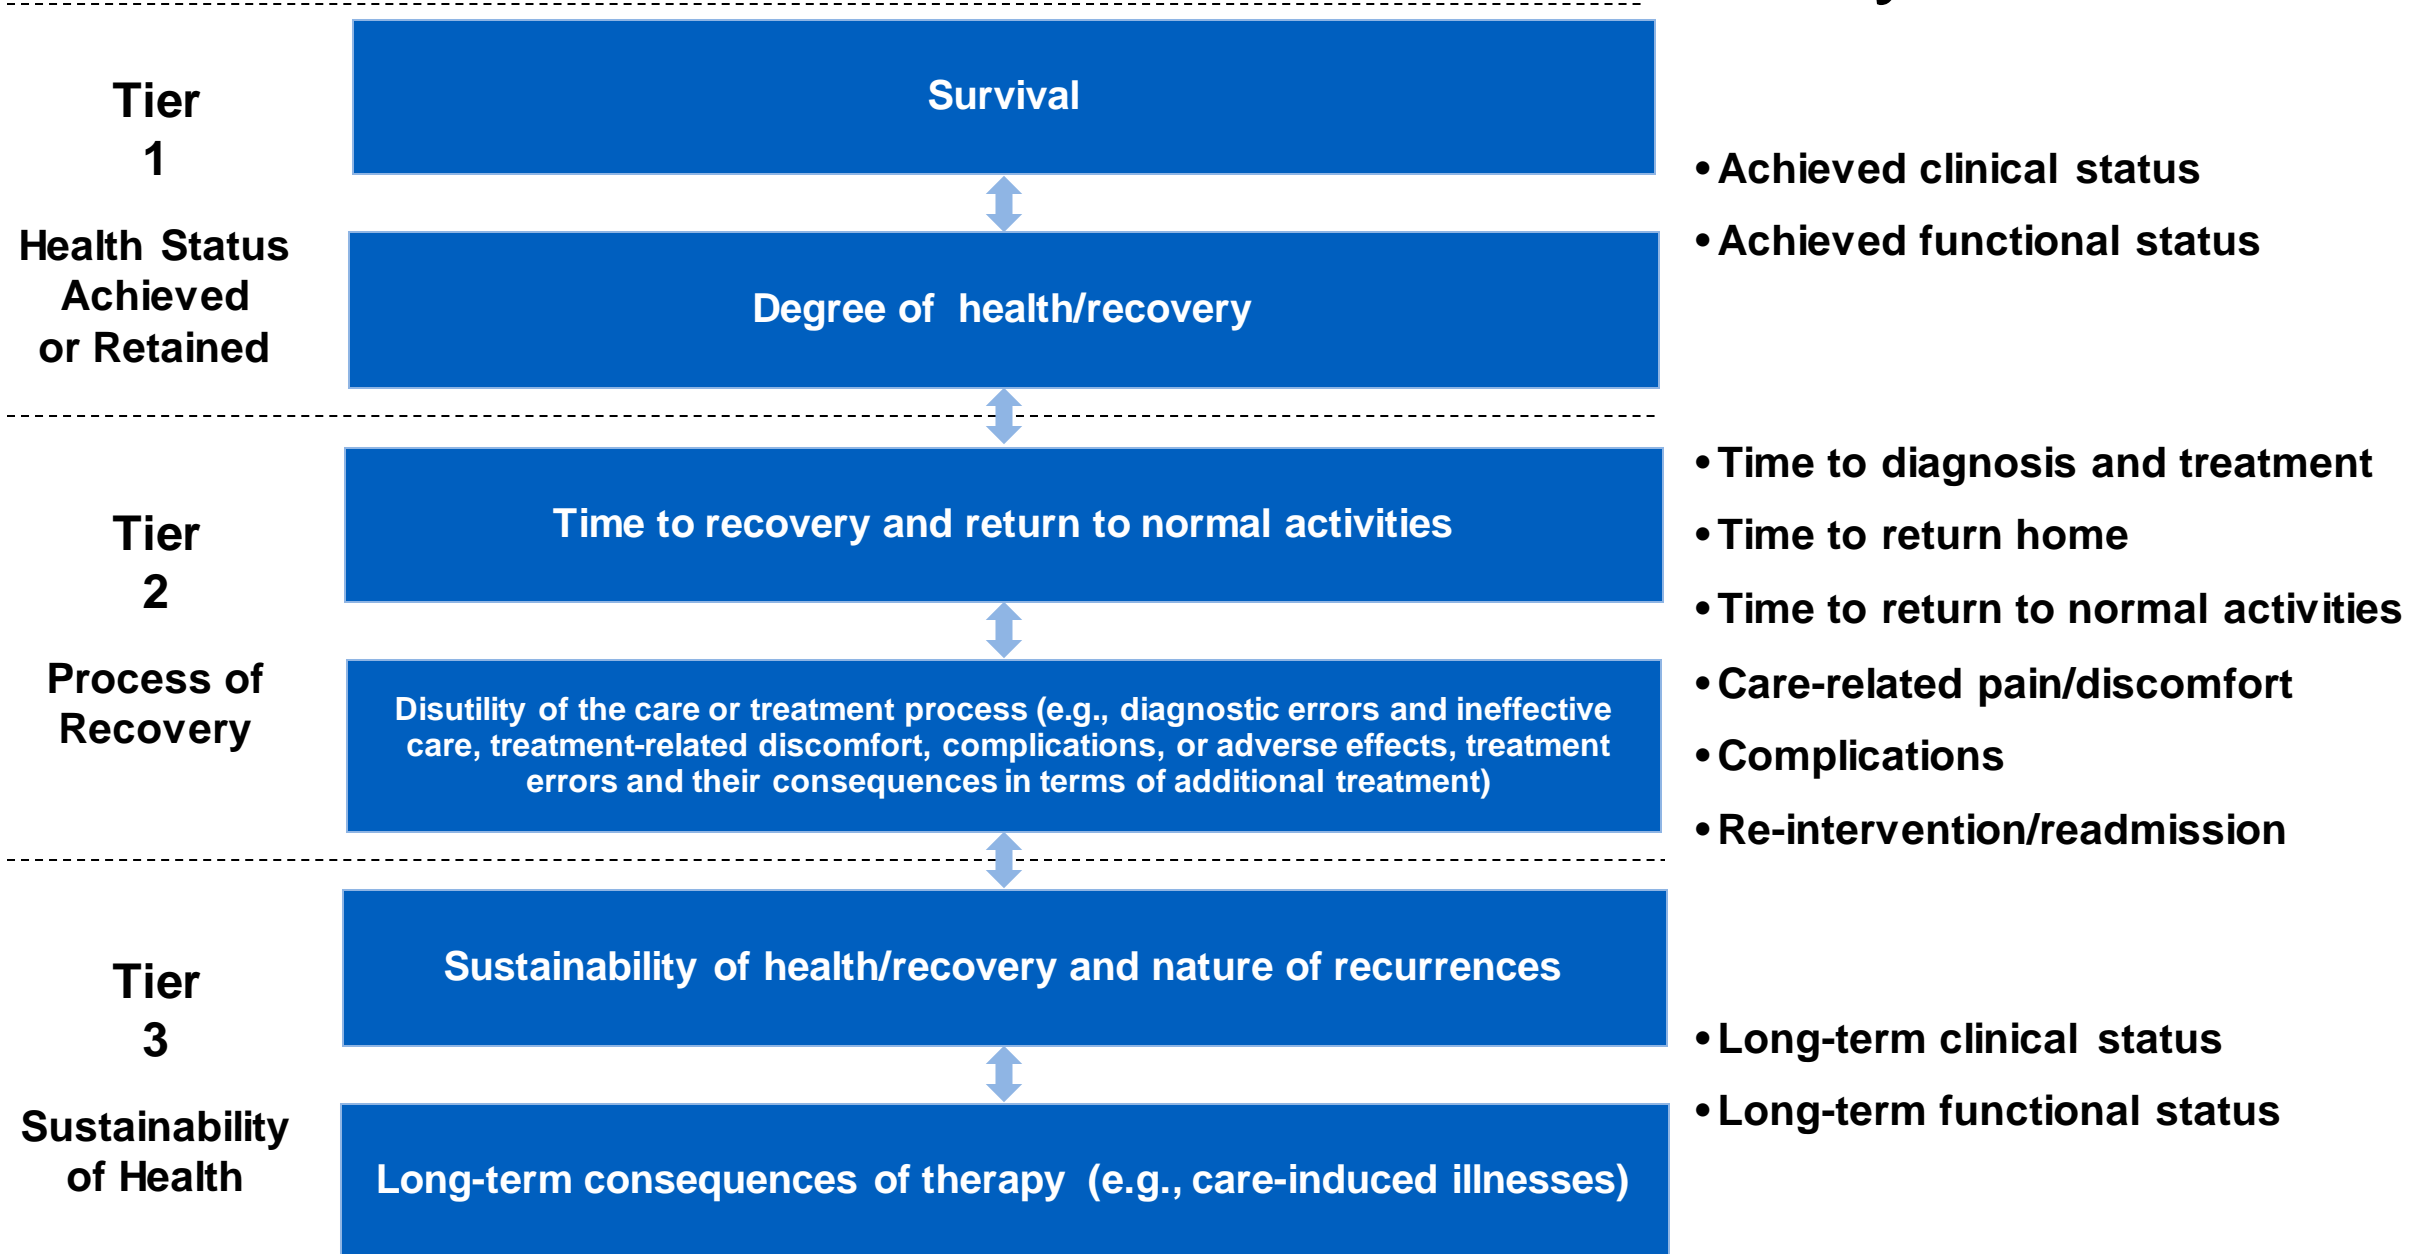 Tier
1
Health Status
Achieved
or Retained
Survival
Degree of health/recovery
•Achieved clinical status
•Achieved functional status
Tier
2
Process of
Recovery
Time to recovery and return to normal activities
Disutility of the care or treatment process (e.g., diagnostic errors and ineffective
care, treatment-related discomfort, complications, or adverse effects, treatment
errors and their consequences in terms of additional treatment)
•Time to diagnosis and treatment
•Time to return home
•Time to return to normal activities
•Care-related pain/discomfort
•Complications
•Re-intervention/readmission
Tier
3
Sustainability
of Health
Sustainability of health/recovery and nature of recurrences
Long-term consequences of therapy (e.g., care-induced illnesses)
•Long-term clinical status
•Long-term functional status